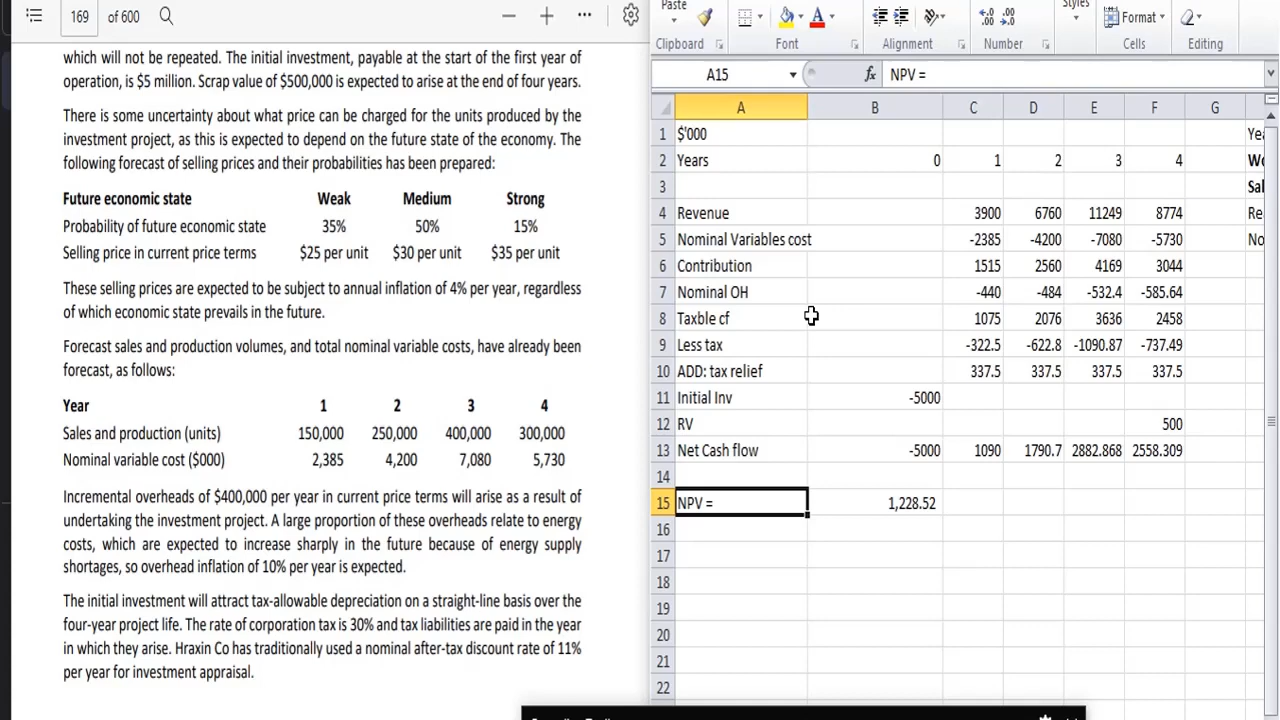 169 of 600
which will not be repeated. The initial investment, payable at the start of the first year of
operation, is $5 million. Scrap value of $500,000 is expected to arise at the end of four years.
There is some uncertainty about what price can be charged for the units produced by the
investment project, as this is expected to depend on the future state of the economy. The
following forecast of selling prices and their probabilities has been prepared:
Future economic state Weak Medium Strong
Probability of future economic state 35% 50% 15%
Selling price in current price terms $25 per unit $30 per unit $35 per unit
These selling prices are expected to be subject to annual inflation of 4% per year, regardless
of which economic state prevails in the future.
Forecast sales and production volumes, and total nominal variable costs, have already been
forecast, as follows:
Year 1 2 3 4
Sales and production (units) 150,000 250,000 400,000 300,000
Nominal variable cost ($000) 2,385 4,200 7,080 5,730
Incremental overheads of $400,000 per year in current price terms will arise as a result of
undertaking the investment project. A large proportion of these overheads relate to energy
costs, which are expected to increase sharply in the future because of energy supply
shortages, so overhead inflation of 10% per year is expected.
The initial investment will attract tax-allowable depreciation on a straight-line basis over the
four-year project life. The rate of corporation tax is 30% and tax liabilities are paid in the year
in which they arise. Hraxin Co has traditionally used a nominal after-tax discount rate of 11%
per year for investment appraisal.
Paste Styles
Format
Clipboard Font Alignment Number Cells Editing
A15 fx NPV =
A B C D E F G
1 $'000 Yea
2 Years 0 1 2 3 4 Wo
3 Sal
4 Revenue 3900 6760 11249 8774 Re
5 Nominal Variables cost -2385 -4200 -7080 -5730 No
6 Contribution 1515 2560 4169 3044
7 Nominal OH -440 -484 -532.4 -585.64
8 Taxble cf 1075 2076 3636 2458
9 Less tax -322.5 -622.8 -1090.87 -737.49
10 ADD: tax relief 337.5 337.5 337.5 337.5
11 Initial Inv -5000
12 RV 500
13 Net Cash flow -5000 1090 1790.7 2882.868 2558.309
14
15 NPV = 1,228.52
16
17
18
19
20
21
22